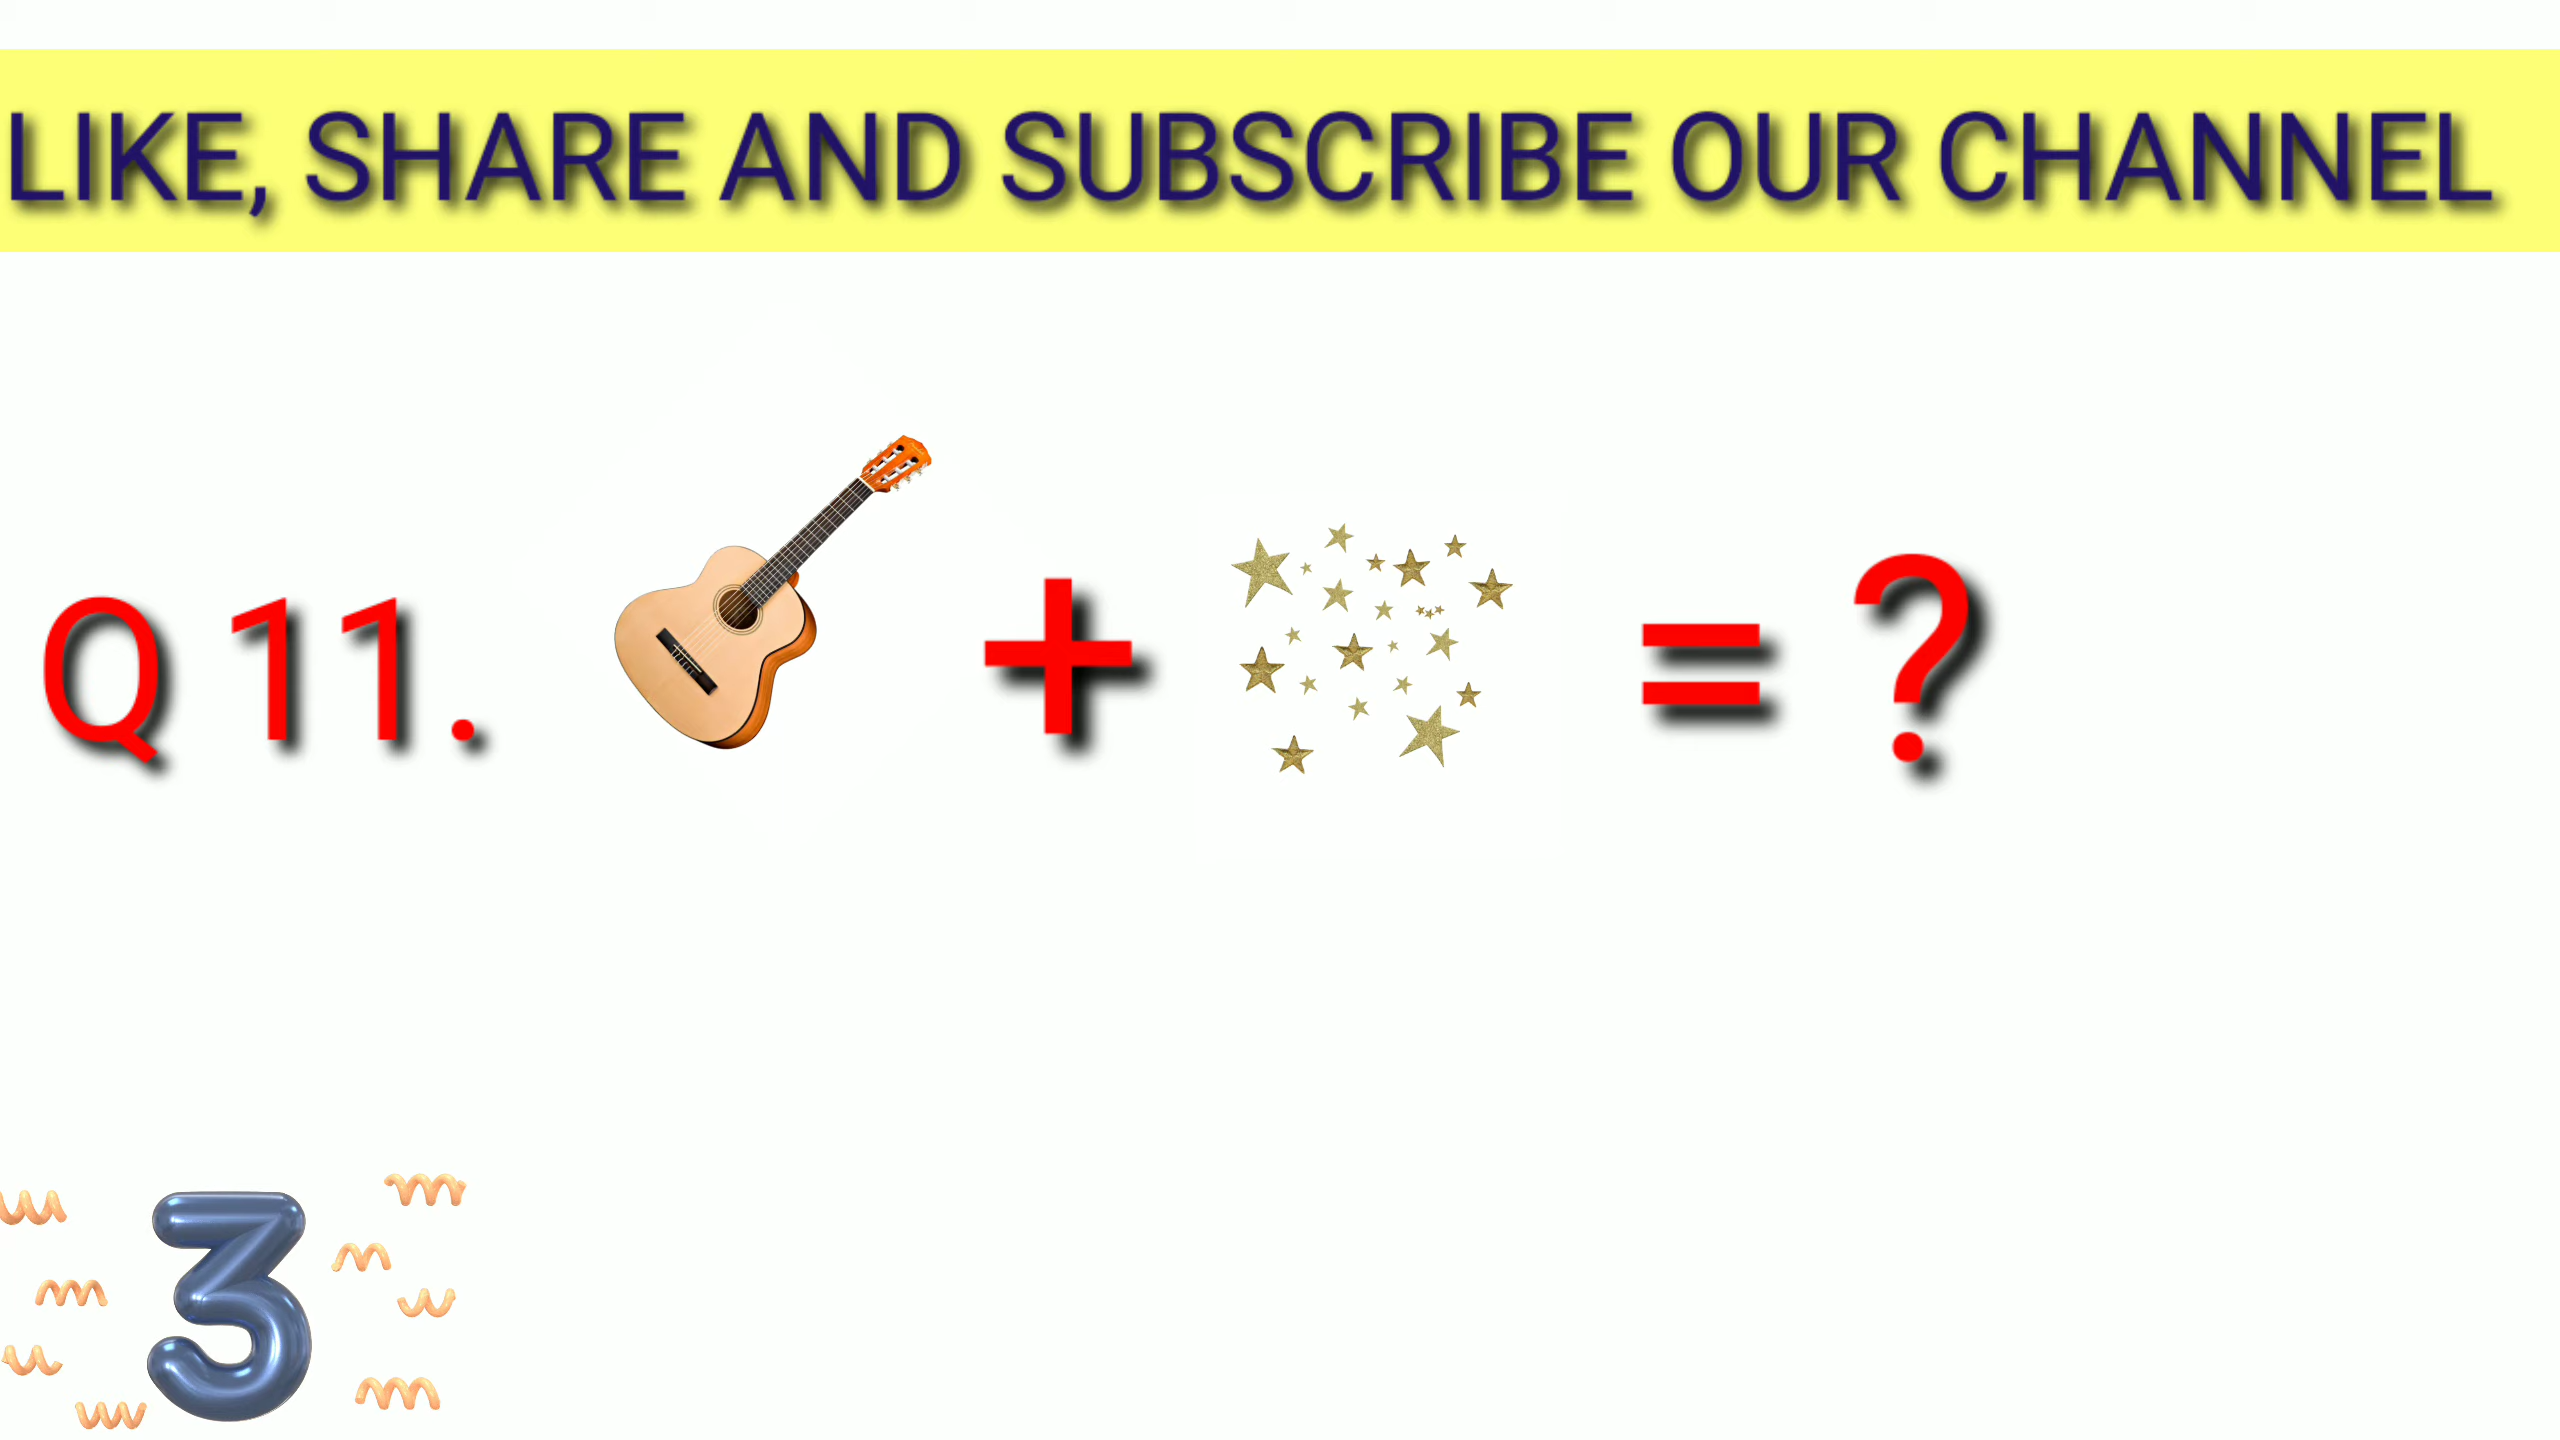 LIKE, SHARE AND SUBSCRIBE OUR CHANNEL
Q 11. + = ?
3